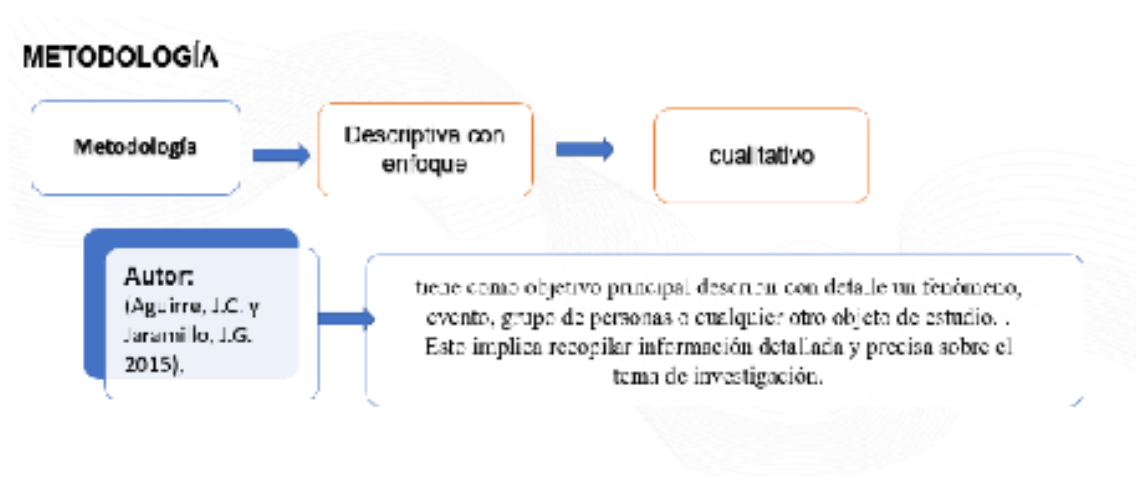 METODOLOGÍA
Metodología
Descriptiva con
enfoque
cualitativo
Autor:
(Aguirre, J.C. y
Jaramillo, J.G.
2015).
tiene como objetivo principal describir con detalle un fenómeno,
evento, grupo de personas o cualquier otro objeto de estudio. .
Esto implica recopilar información detallada y precisa sobre el
tema de investigación.